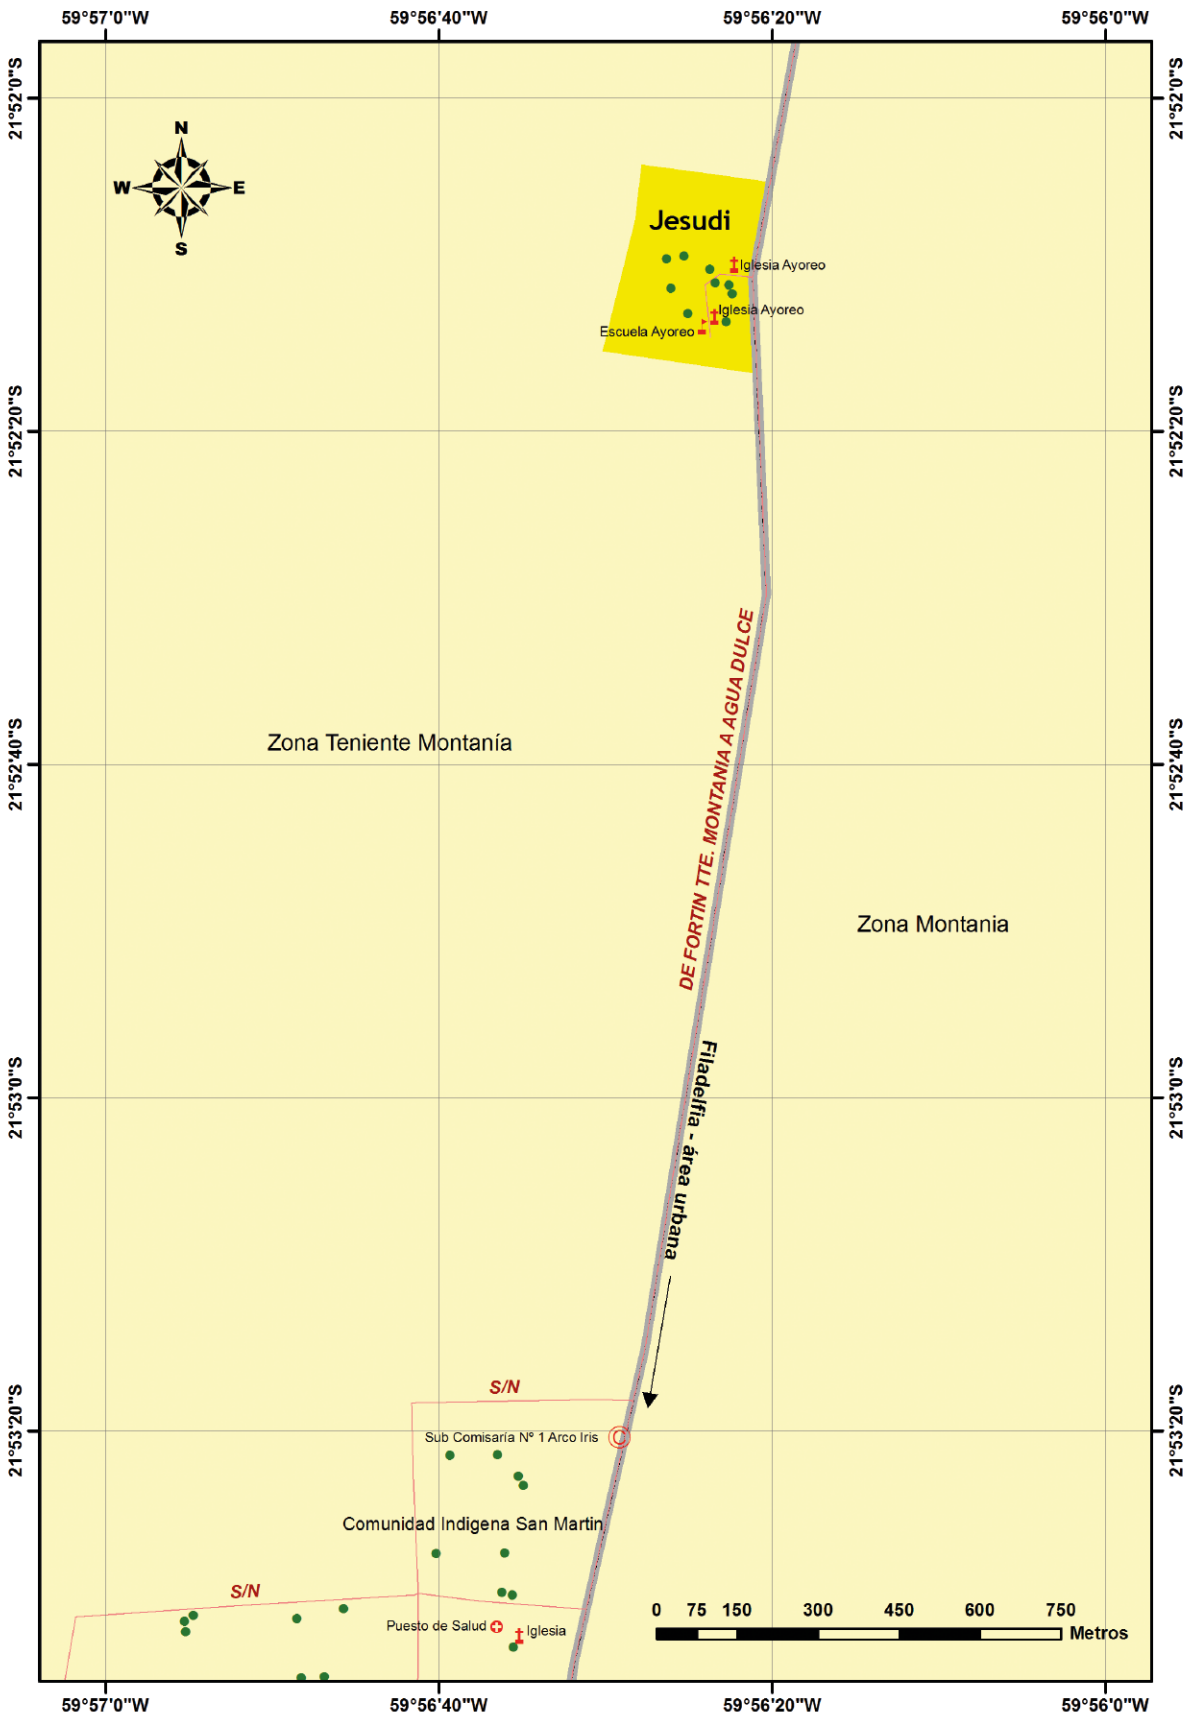 59°57'0"W 59°56'40"W 59°56'20"W 59°56'0"W
21°52'0"S 21°52'0"S
N
W E
S
Jesudi
Iglesia Ayoreo
Iglesia Ayoreo
Escuela Ayoreo
21°52'20"S 21°52'20"S
DE FORTIN TTE. MONTANIA A AGUA DULCE
Zona Teniente Montanía
21°52'40"S 21°52'40"S
Zona Montania
21°53'0"S 21°53'0"S
Filadelfia - área urbana
S/N
21°53'20"S 21°53'20"S
Sub Comisaría Nº 1 Arco Iris
C
Comunidad Indigena San Martin
S/N
Puesto de Salud
Iglesia
0 75 150 300 450 600 750
Metros
59°57'0"W 59°56'40"W 59°56'20"W 59°56'0"W